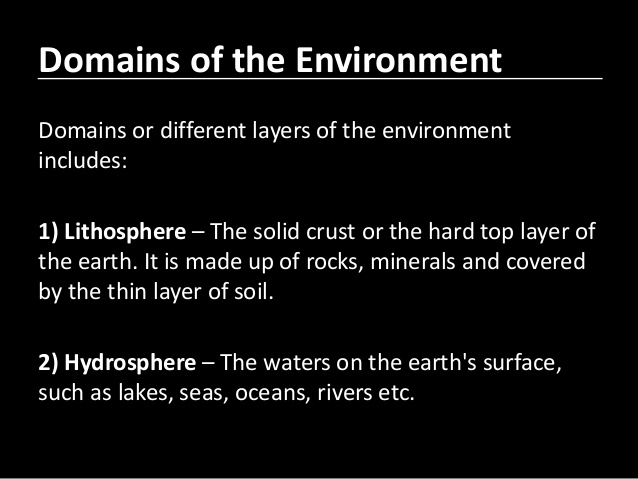 Domains of the Environment
Domains or different layers of the environment
includes:
1) Lithosphere – The solid crust or the hard top layer of
the earth. It is made up of rocks, minerals and covered
by the thin layer of soil.
2) Hydrosphere – The waters on the earth's surface,
such as lakes, seas, oceans, rivers etc.